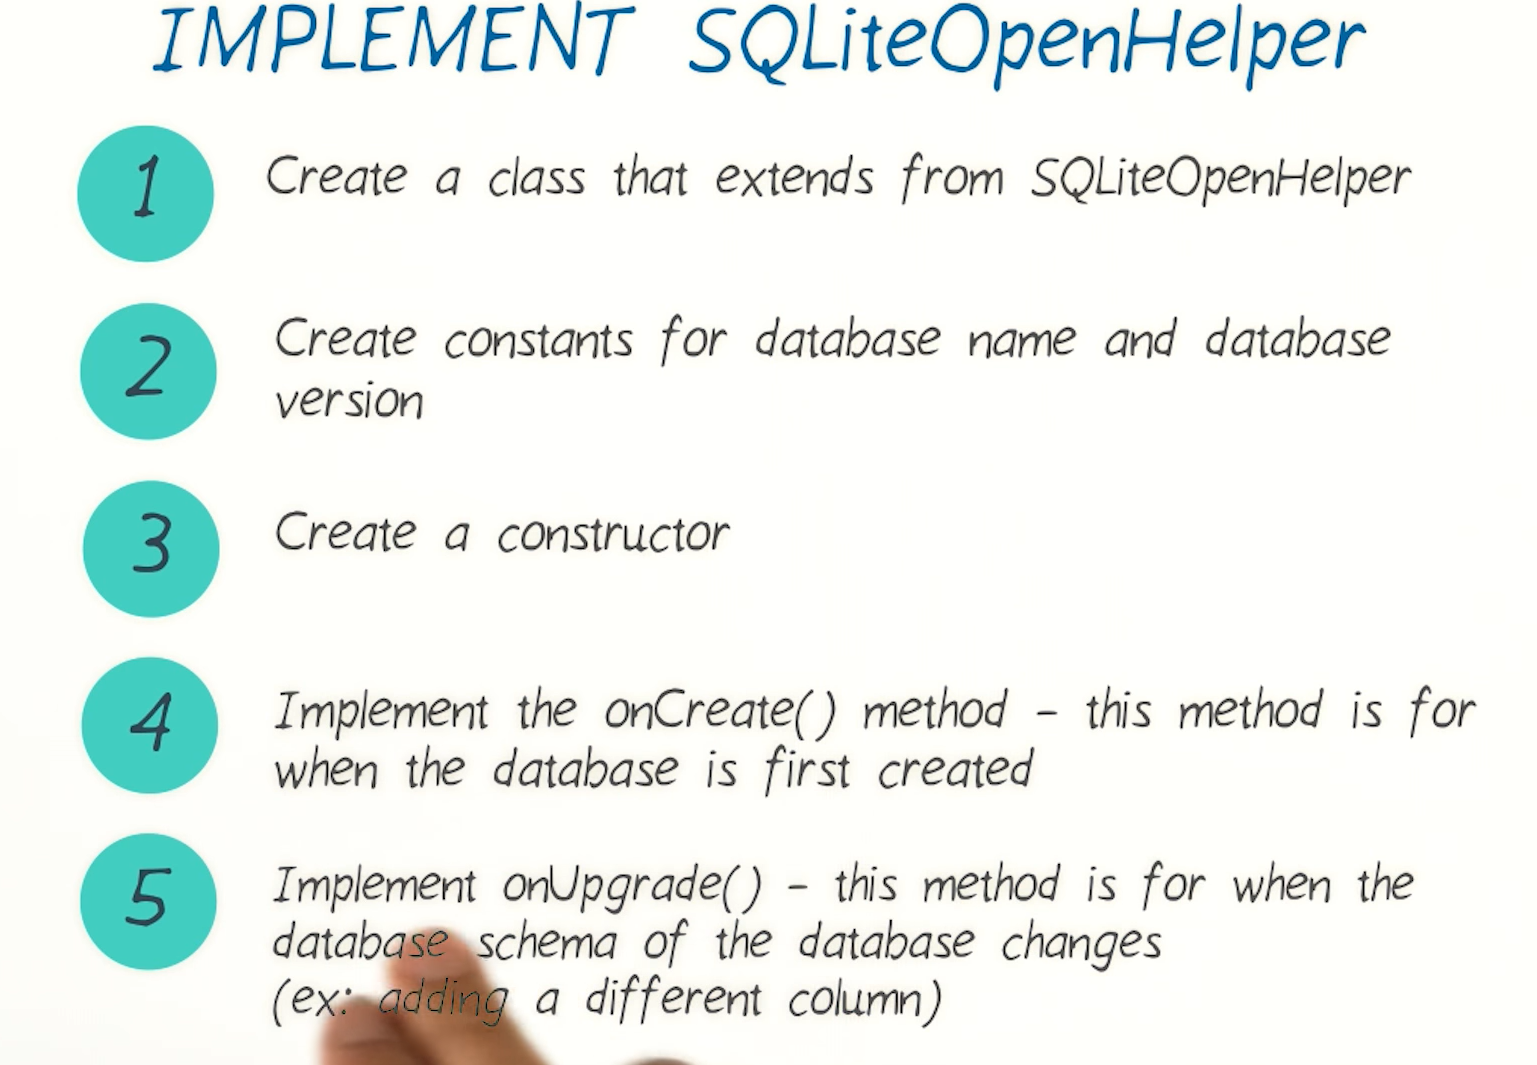 IMPLEMENT SQLiteOpenHelper
1 Create a class that extends from SQLiteOpenHelper
2 Create constants for database name and database
version
3 Create a constructor
4 Implement the onCreate() method - this method is for
when the database is first created
5 Implement onUpgrade() - this method is for when the
database schema of the database changes
(ex: adding a different column)